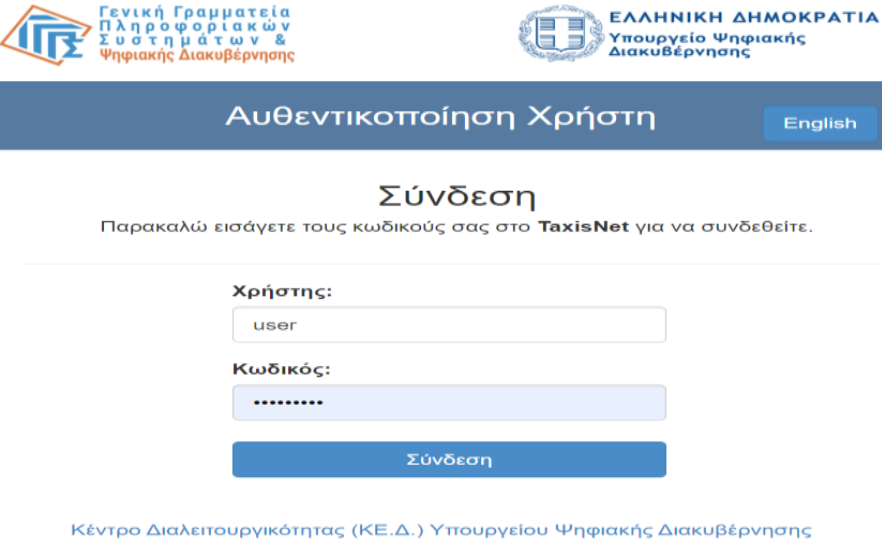 Γενική Γραμματεία
Πληροφοριακών
Συστημάτων &
Ψηφιακής Διακυβέρνησης
ΓΓΠΣ
ΕΛΛΗΝΙΚΗ ΔΗΜΟΚΡΑΤΙΑ
Υπουργείο Ψηφιακής
Διακυβέρνησης
Αυθεντικοποίηση Χρήστη
English
Σύνδεση
Παρακαλώ εισάγετε τους κωδικούς σας στο TaxisNet για να συνδεθείτε.
Χρήστης:
user
Κωδικός:
•••••••••
Σύνδεση
Κέντρο Διαλειτουργικότητας (ΚΕ.Δ.) Υπουργείου Ψηφιακής Διακυβέρνησης